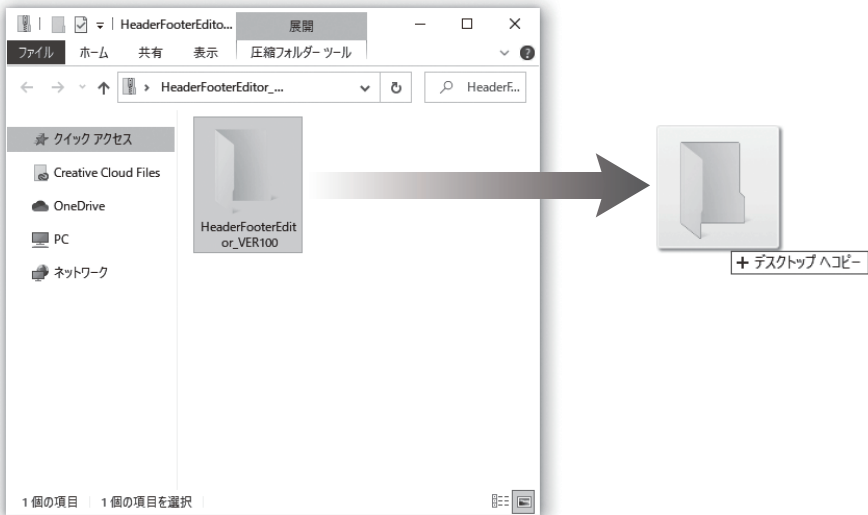 HeaderFooterEdito...
展開
ファイル
ホーム
共有
表示
圧縮フォルダー ツール
HeaderFooterEditor_...
HeaderF...
クイック アクセス
Creative Cloud Files
OneDrive
PC
ネットワーク
HeaderFooterEdit
or_VER100
+ デスクトップ へコピー
1 個の項目
1 個の項目を選択